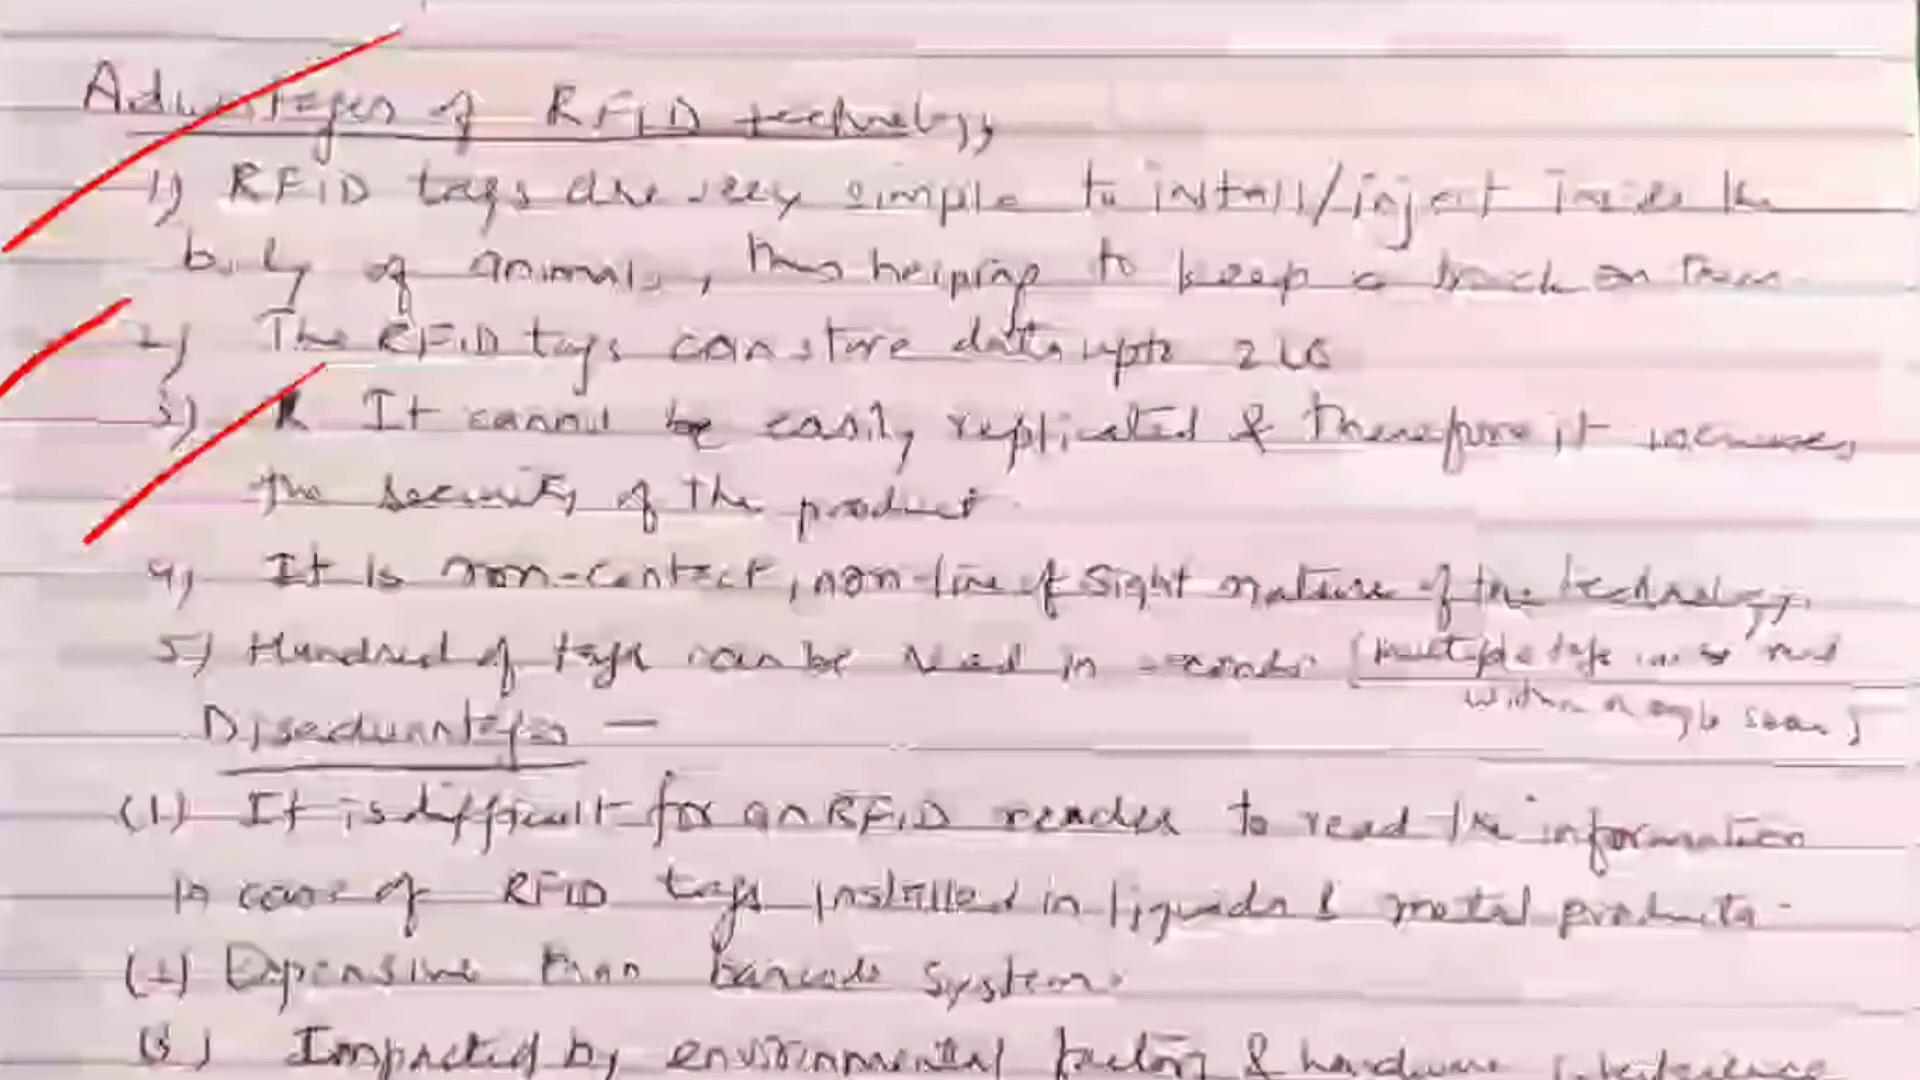 Advantages of RFID technology
1) RFID tags are very simple to install/inject inside the
body of animals, thus helping to keep a track on them
2) The RFID tags can store data upto 2 KB
3) It cannot be easily replicated & therefore it increases
the security of the product
4) It is non-contact, non-line of sight nature of the technology.
5) Hundred of tags can be read in seconds (multiple tags can be read
within a single scan)
Disadvantages —
(1) It is difficult for an RFID reader to read the information
in case of RFID tags installed in liquids & metal products.
(2) Expensive than barcode system.
(3) Impacted by environmental factors & hardware interference